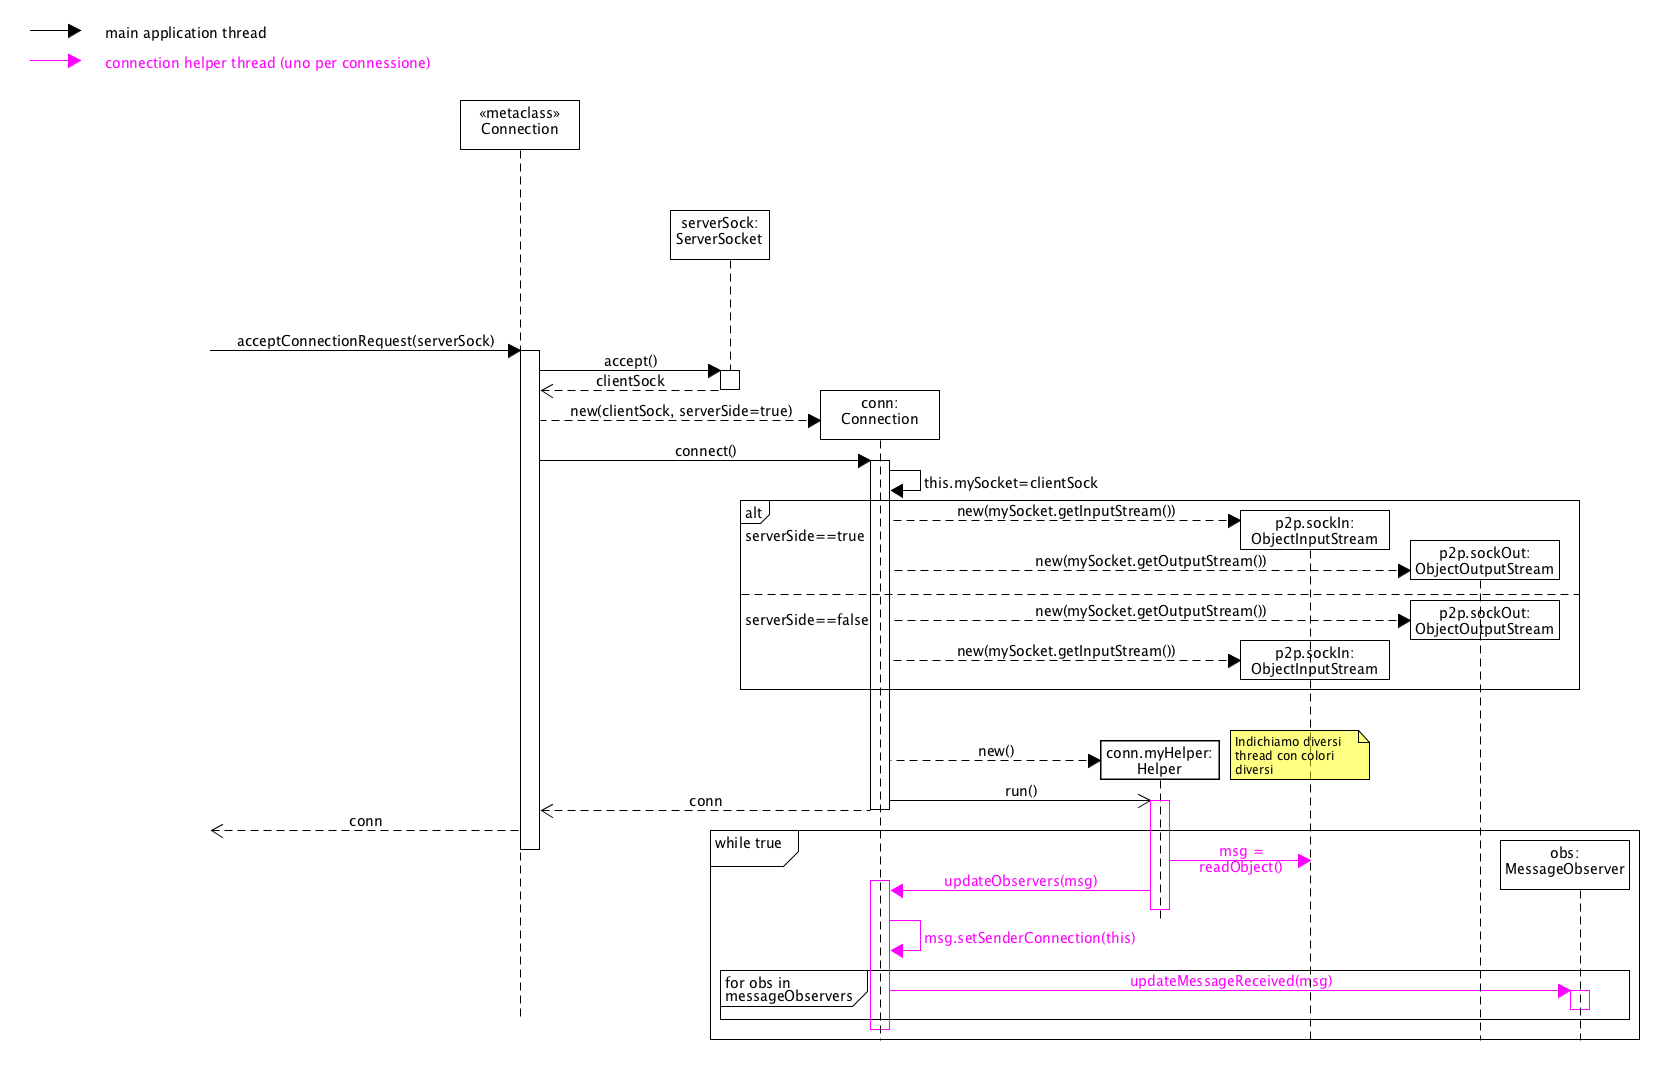 main application thread
connection helper thread (uno per connessione)
«metaclass»
Connection
serverSock:
ServerSocket
acceptConnectionRequest(serverSock)
accept()
clientSock
new(clientSock, serverSide=true)
conn:
Connection
connect()
this.mySocket=clientSock
alt
serverSide==true
new(mySocket.getInputStream())
p2p.sockIn:
ObjectInputStream
new(mySocket.getOutputStream())
p2p.sockOut:
ObjectOutputStream
serverSide==false
new(mySocket.getOutputStream())
p2p.sockOut:
ObjectOutputStream
new(mySocket.getInputStream())
p2p.sockIn:
ObjectInputStream
new()
conn.myHelper:
Helper
Indichiamo diversi
thread con colori
diversi
run()
conn
conn
while true
msg =
readObject()
obs:
MessageObserver
updateObservers(msg)
msg.setSenderConnection(this)
for obs in
messageObservers
updateMessageReceived(msg)